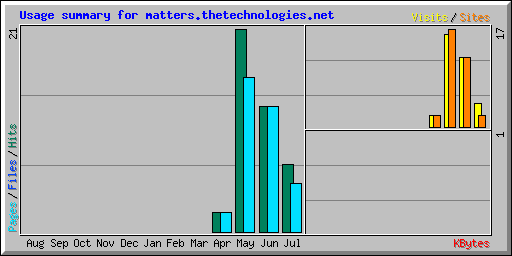 Usage summary for matters.thetechnologies.net
Visits/Sites
21
17
1
Pages/Files/Hits
Aug Sep Oct Nov Dec Jan Feb Mar Apr May Jun Jul
KBytes